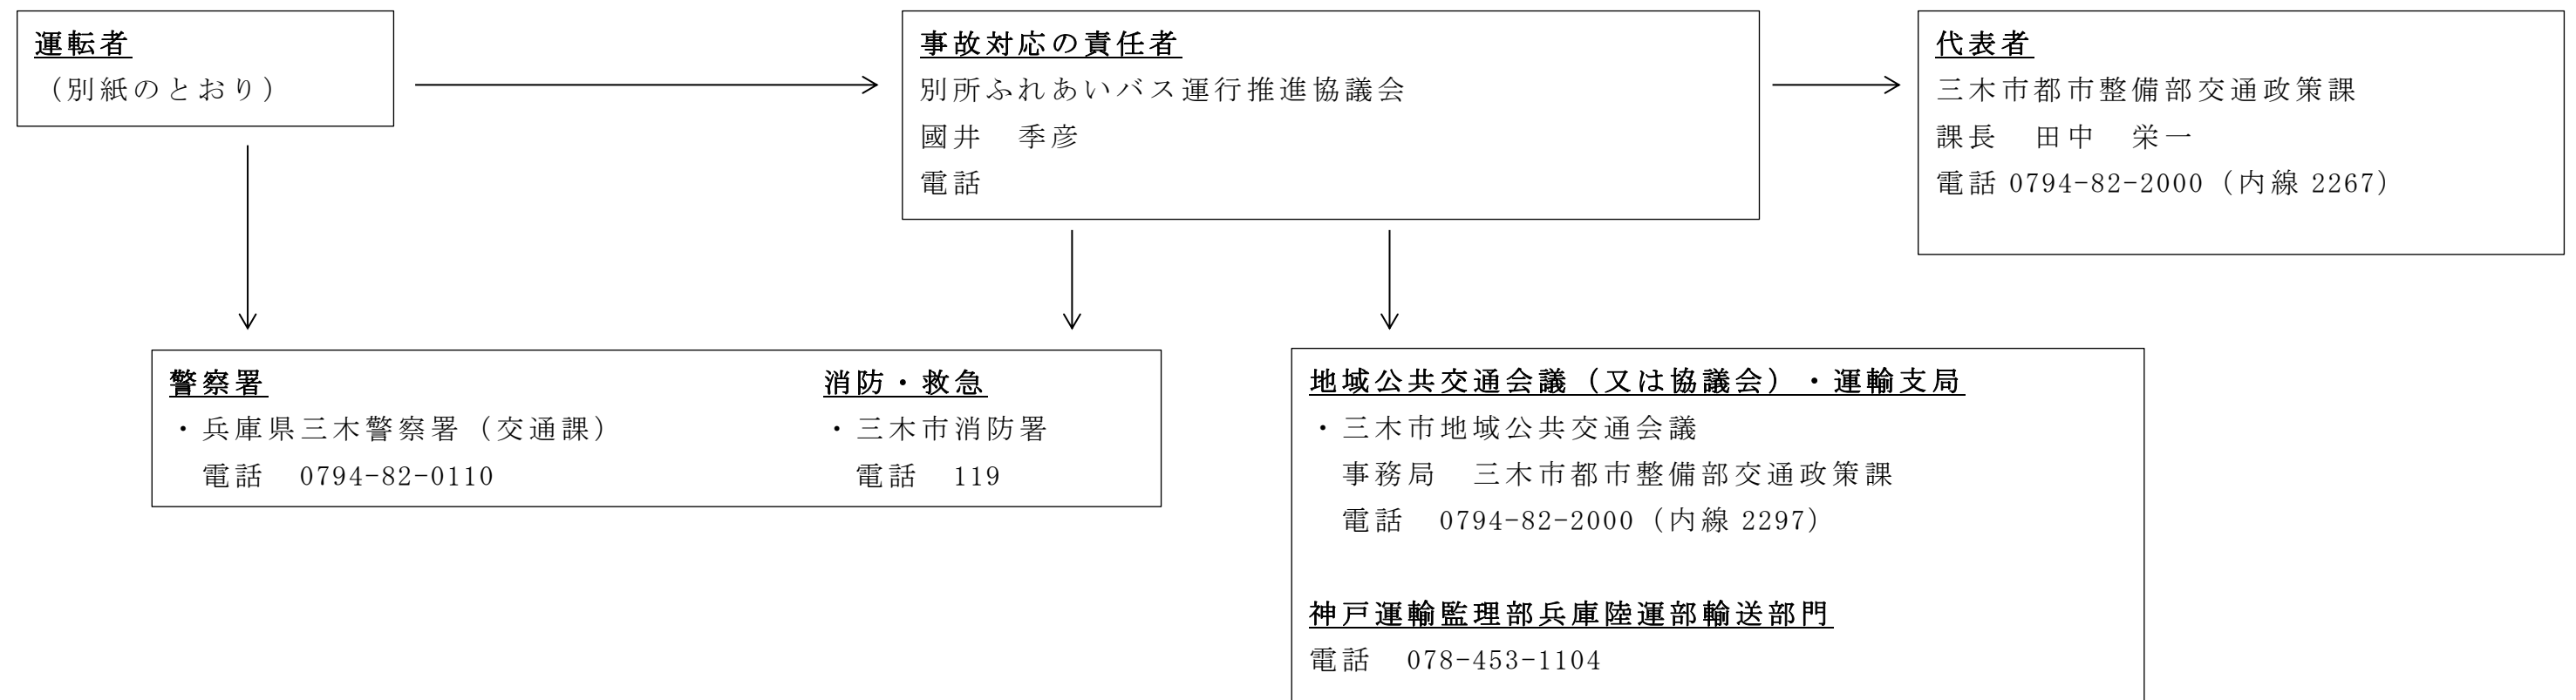 運転者
（別紙のとおり）
事故対応の責任者
別所ふれあいバス運行推進協議会
國井　季彦
電話
代表者
三木市都市整備部交通政策課
課長　田中　栄一
電話 0794-82-2000（内線 2267）
警察署
・兵庫県三木警察署（交通課）
電話　0794-82-0110
消防・救急
・三木市消防署
電話　119
地域公共交通会議（又は協議会）・運輸支局
・三木市地域公共交通会議
事務局　三木市都市整備部交通政策課
電話　0794-82-2000（内線 2297）
神戸運輸監理部兵庫陸運部輸送部門
電話　078-453-1104